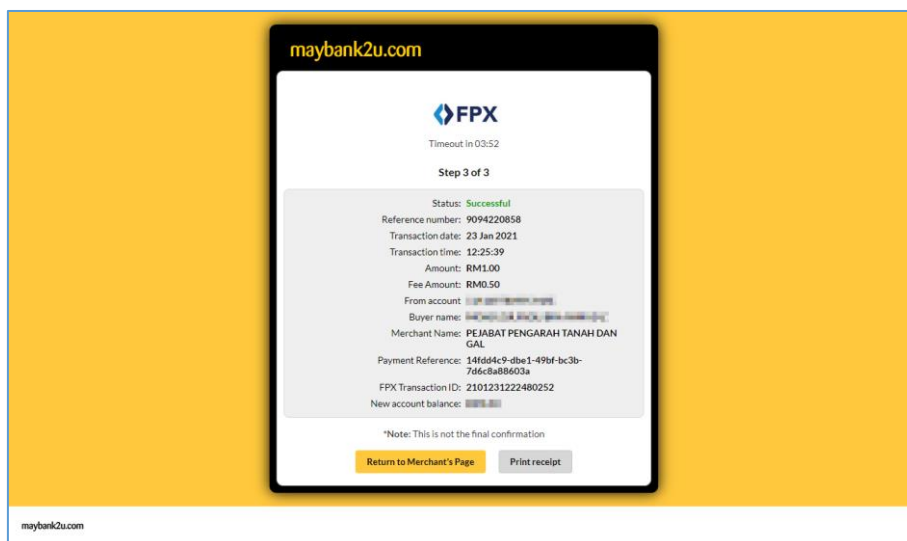 maybank2u.com
FPX
Timeout in 03:52
Step 3 of 3
Status: Successful
Reference number: 9094220858
Transaction date: 23 Jan 2021
Transaction time: 12:25:39
Amount: RM1.00
Fee Amount: RM0.50
From account
Buyer name:
Merchant Name: PEJABAT PENGARAH TANAH DAN
GAL
Payment Reference: 14fdd4c9-dbe1-49bf-bc3b-
7d6c8a88603a
FPX Transaction ID: 2101231222480252
New account balance:
*Note: This is not the final confirmation
Return to Merchant's Page Print receipt
maybank2u.com